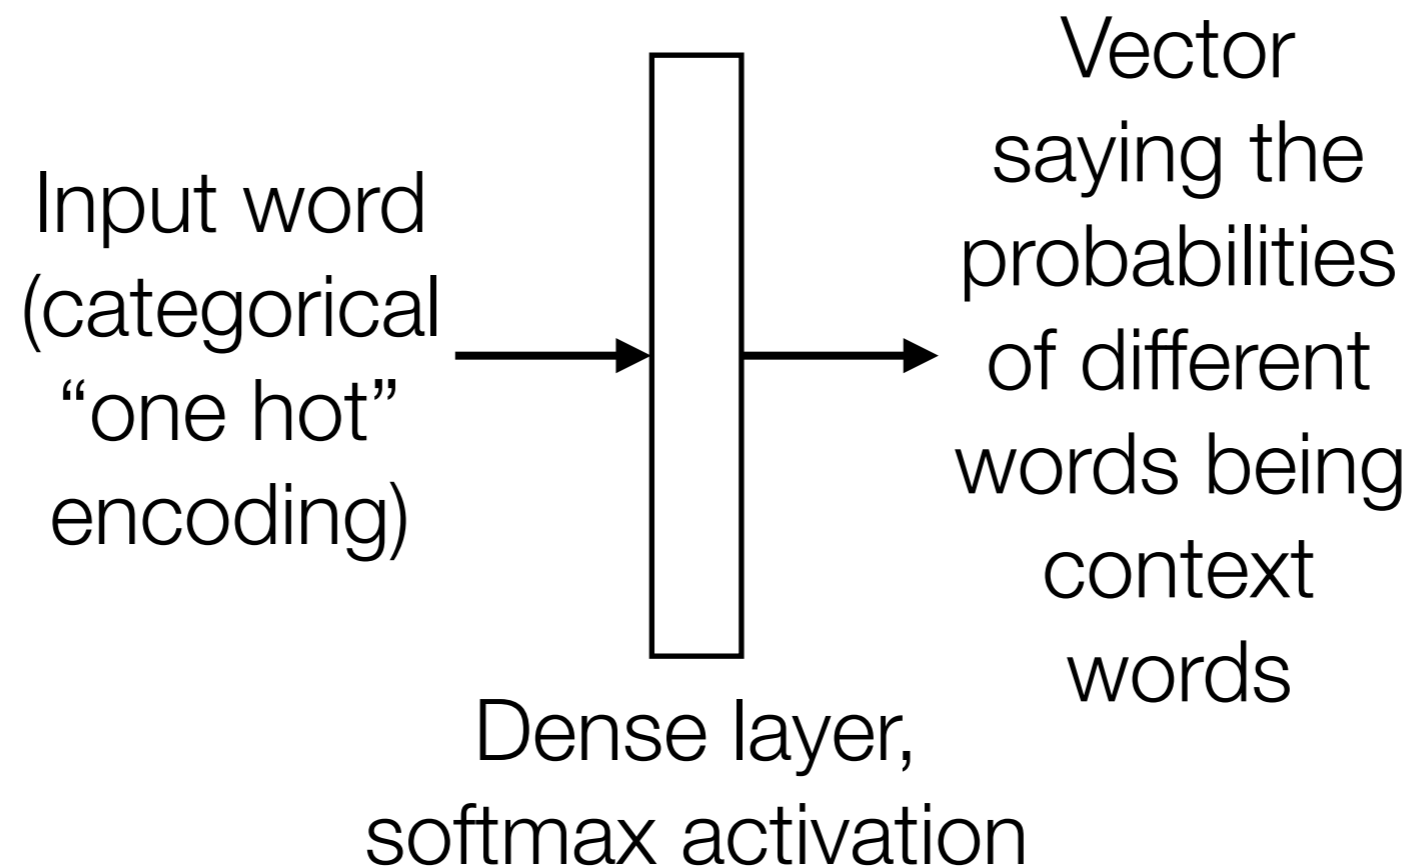 Input word
(categorical
“one hot”
encoding)
Dense layer,
softmax activation
Vector
saying the
probabilities
of different
words being
context
words